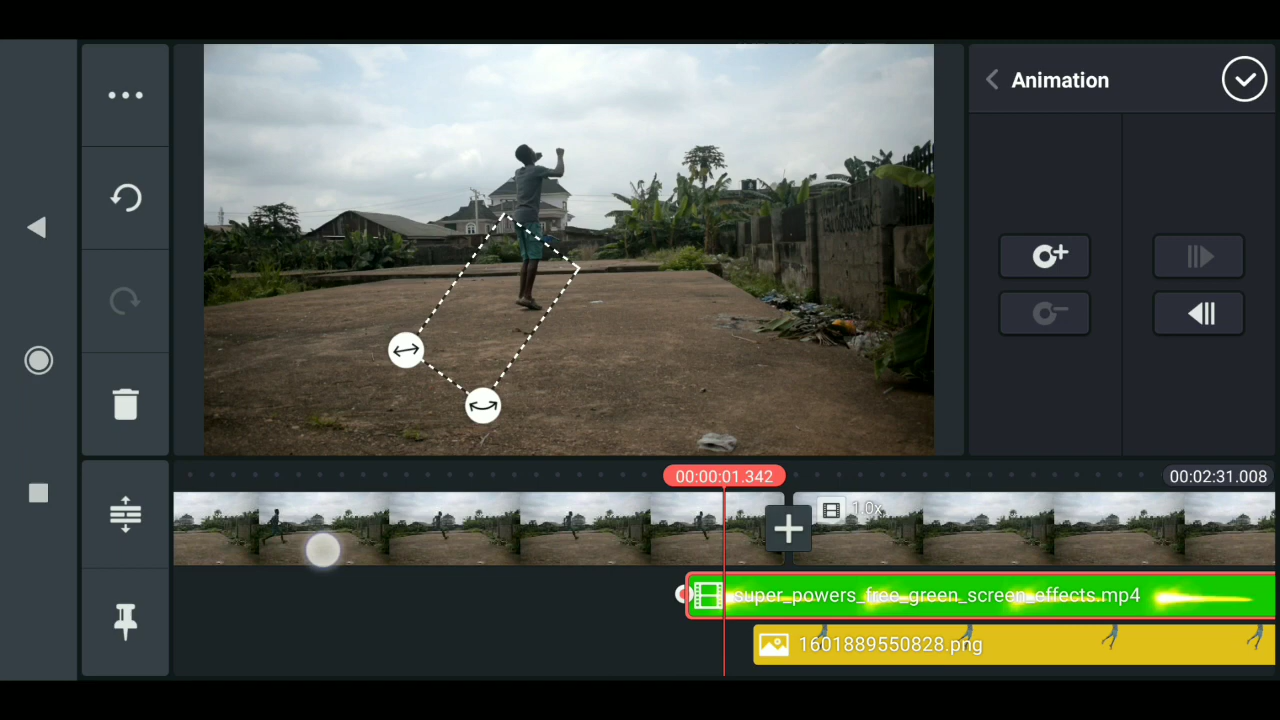 Animation
00:00:01.342
00:02:31.008
1.0x
super_powers_free_green_screen_effects.mp4
1601889550828.png